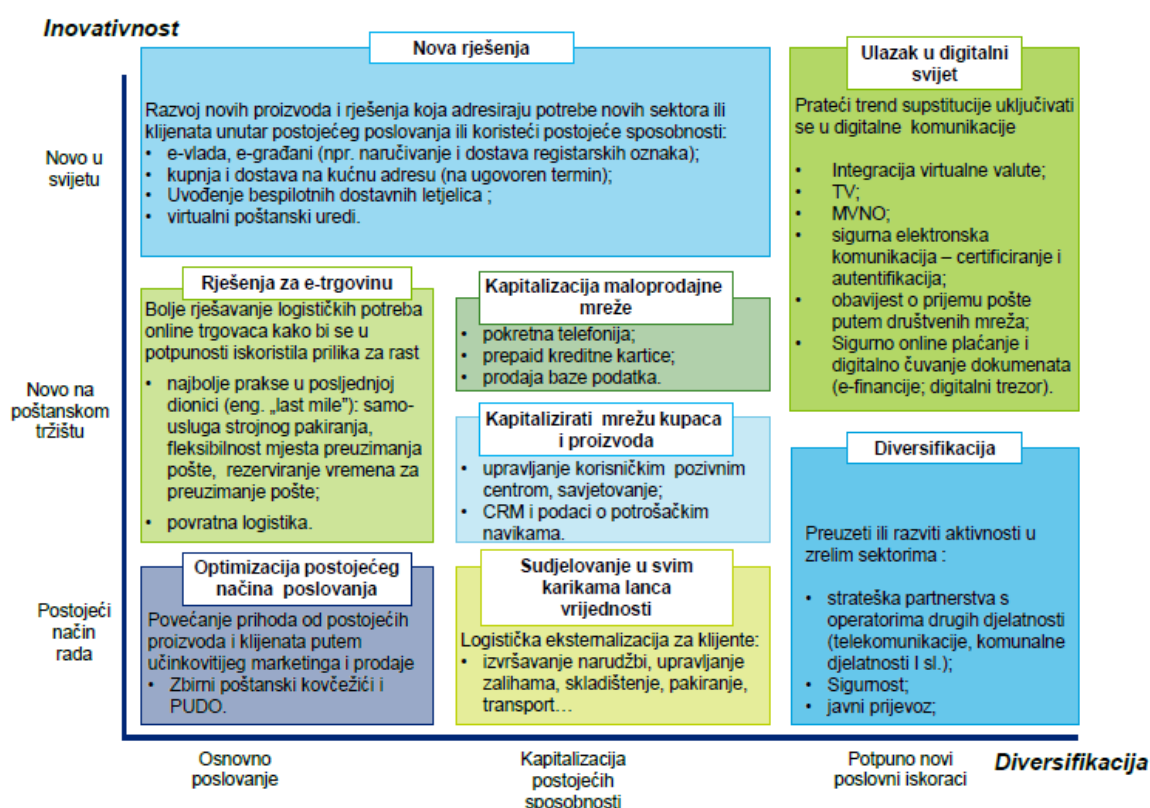 Inovativnost
Nova rješenja
Razvoj novih proizvoda i rješenja koja adresiraju potrebe novih sektora ili
klijenata unutar postojećeg poslovanja ili koristeći postojeće sposobnosti:
• e-vlada, e-građani (npr. naručivanje i dostava registarskih oznaka);
• kupnja i dostava na kućnu adresu (na ugovoren termin);
• Uvođenje bespilotnih dostavnih letjelica ;
• virtualni poštanski uredi.
Ulazak u digitalni
svijet
Prateći trend supstitucije uključivati
se u digitalne komunikacije
• Integracija virtualne valute;
• TV;
• MVNO;
• sigurna elektronska
komunikacija – certificiranje i
autentifikacija;
• obavijest o prijemu pošte
putem društvenih mreža;
• Sigurno online plaćanje i
digitalno čuvanje dokumenata
(e-financije; digitalni trezor).
Novo u
svijetu
Rješenja za e-trgovinu
Bolje rješavanje logističkih potreba
online trgovaca kako bi se u
potpunosti iskoristila prilika za rast
• najbolje prakse u posljednjoj
dionici (eng. „last mile"): samo-
usluga strojnog pakiranja,
fleksibilnost mjesta preuzimanja
pošte, rezerviranje vremena za
preuzimanje pošte;
• povratna logistika.
Kapitalizacija maloprodajne
mreže
• pokretna telefonija;
• prepaid kreditne kartice;
• prodaja baze podatka.
Novo na
poštanskom
tržištu
Kapitalizirati mrežu kupaca
i proizvoda
• upravljanje korisničkim pozivnim
centrom, savjetovanje;
• CRM i podaci o potrošačkim
navikama.
Diversifikacija
Preuzeti ili razviti aktivnosti u
zrelim sektorima :
• strateška partnerstva s
operatorima drugih djelatnosti
(telekomunikacije, komunalne
djelatnosti I sl.);
• Sigurnost;
• javni prijevoz;
Optimizacija postojećeg
načina poslovanja
Povećanje prihoda od postojećih
proizvoda i klijenata putem
učinkovitijeg marketinga i prodaje
• Zbirni poštanski kovčežići i
PUDO.
Sudjelovanje u svim
karikama lanca
vrijednosti
Logistička eksternalizacija za klijente:
• izvršavanje narudžbi, upravljanje
zalihama, skladištenje, pakiranje,
transport…
Postojeći
način
rada
Osnovno
poslovanje
Kapitalizacija
postojećih
sposobnosti
Potpuno novi
poslovni iskoraci
Diversifikacija